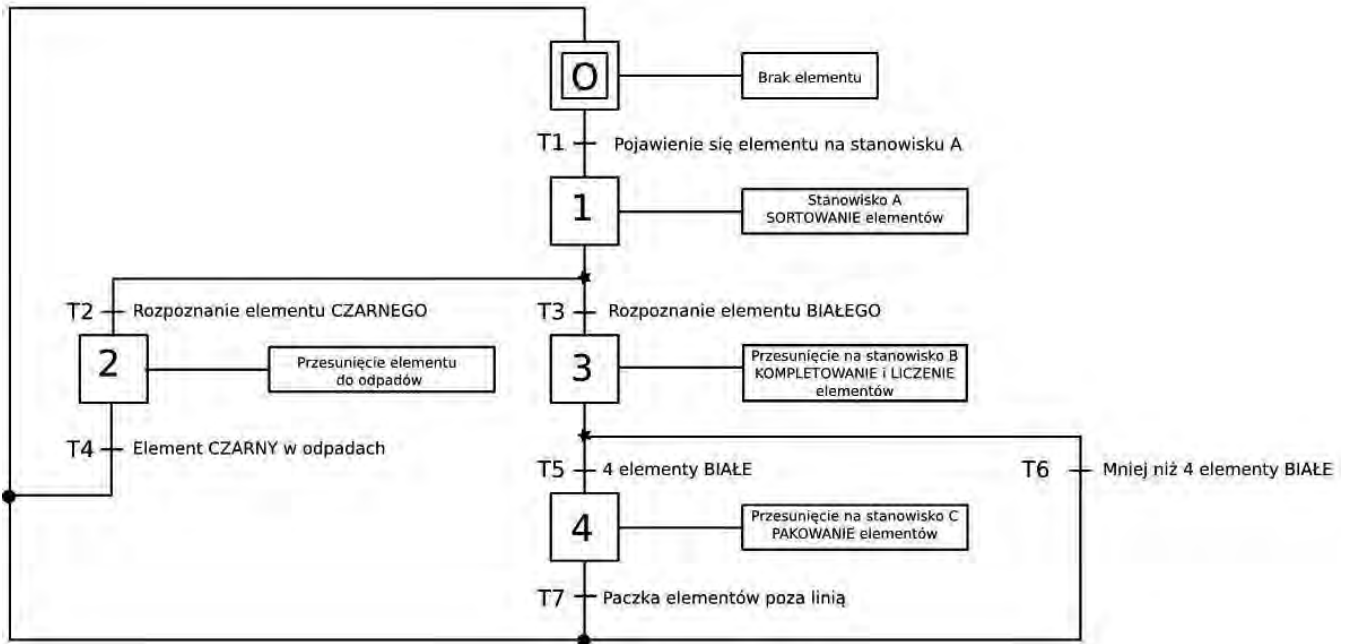 0
Brak elementu
T1
Pojawienie się elementu na stanowisku A
1
Stanowisko A
SORTOWANIE elementów
T2
Rozpoznanie elementu CZARNEGO
T3
Rozpoznanie elementu BIAŁEGO
2
Przesunięcie elementu
do odpadów
3
Przesunięcie na stanowisko B
KOMPLETOWANIE i LICZENIE
elementów
T4
Element CZARNY w odpadach
T5
4 elementy BIAŁE
T6
Mniej niż 4 elementy BIAŁE
4
Przesunięcie na stanowisko C
PAKOWANIE elementów
T7
Paczka elementów poza linią